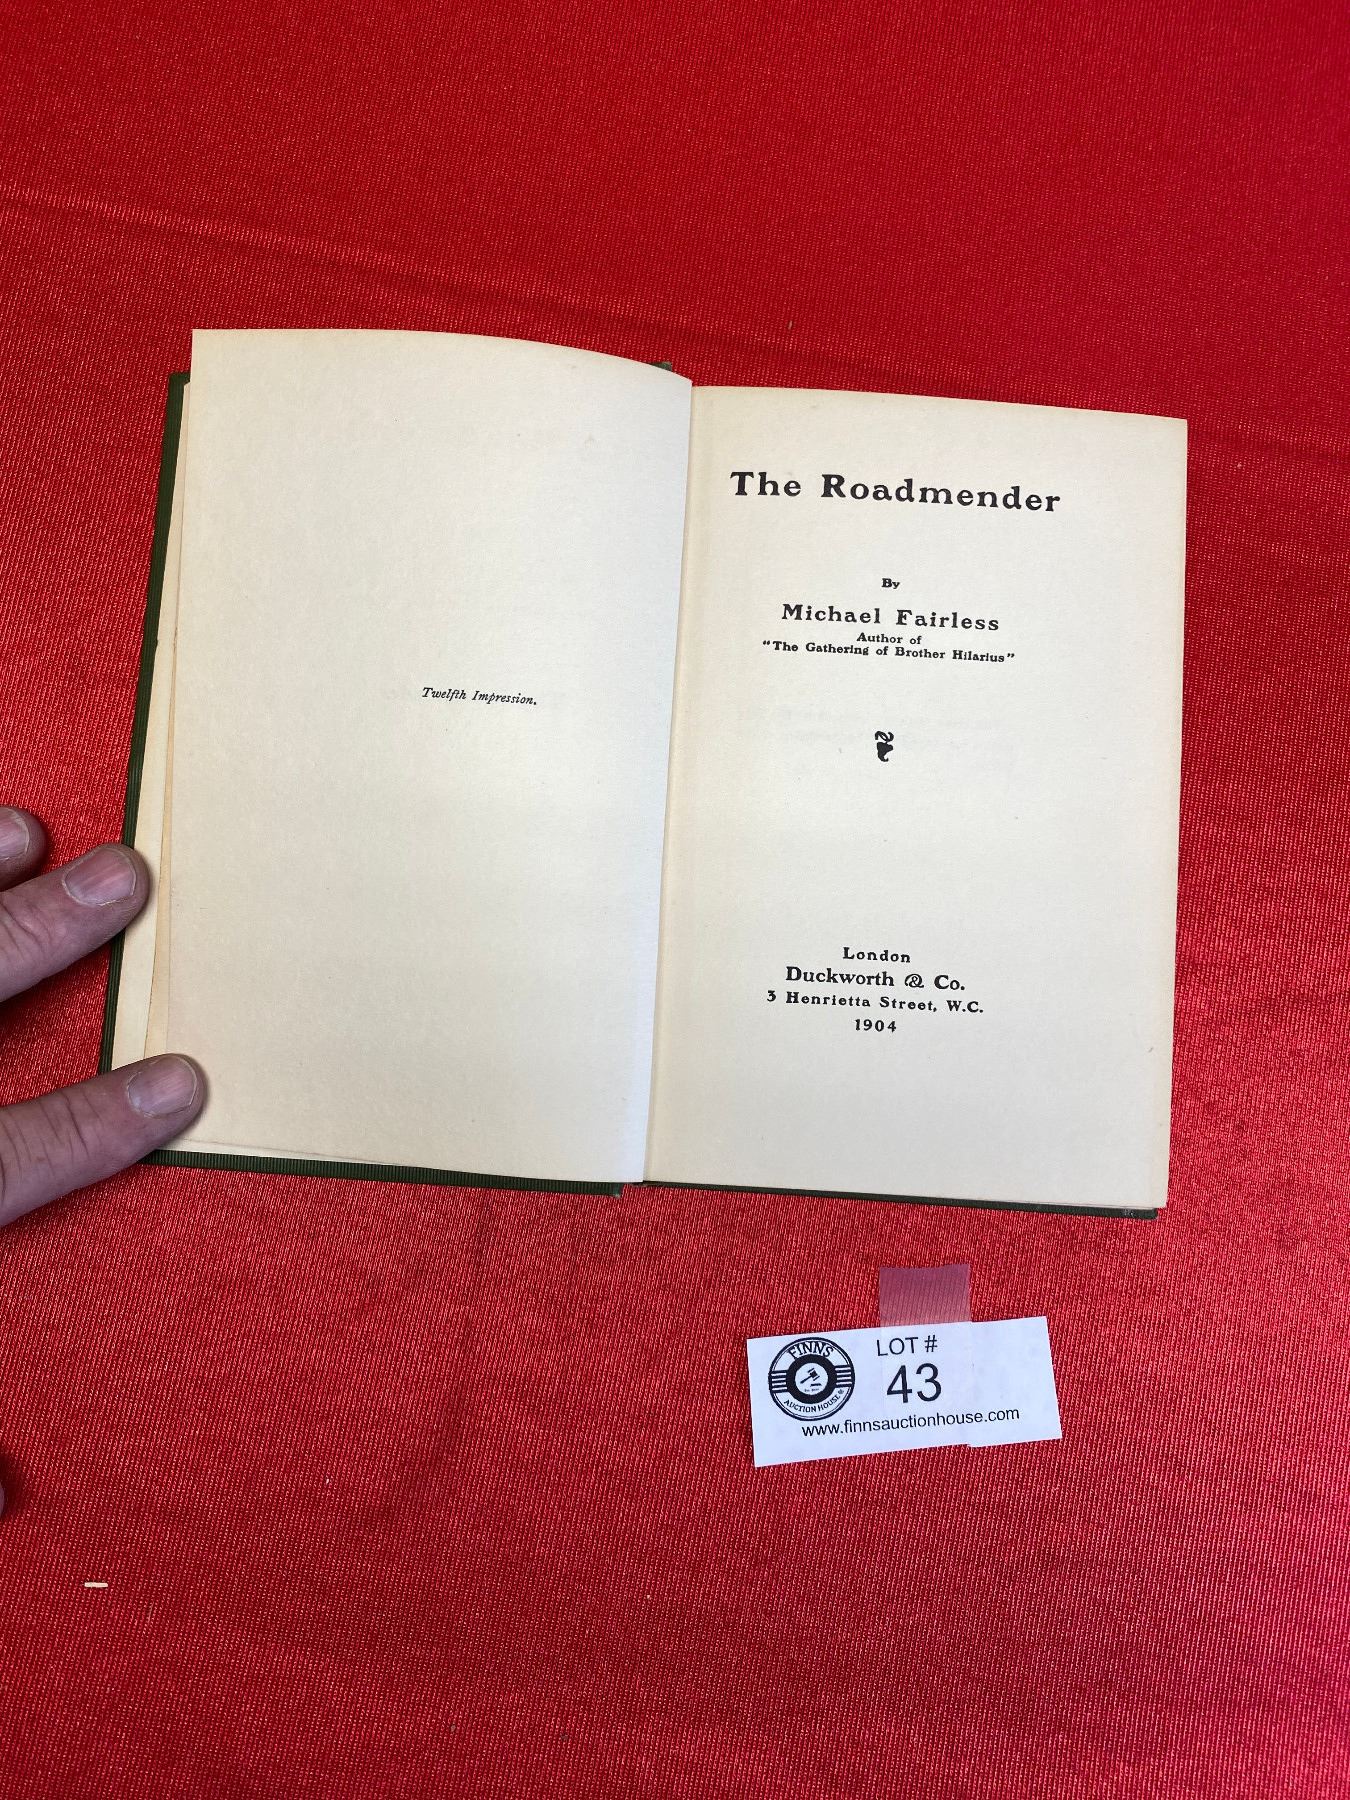 Twelfth Impression.
The Roadmender
By
Michael Fairless
Author of
"The Gathering of Brother Hilarius"
London
Duckworth & Co.
3 Henrietta Street, W.C.
1904
FINNS
AUCTION HOUSE
LOT #
43
www.finnsauctionhouse.com